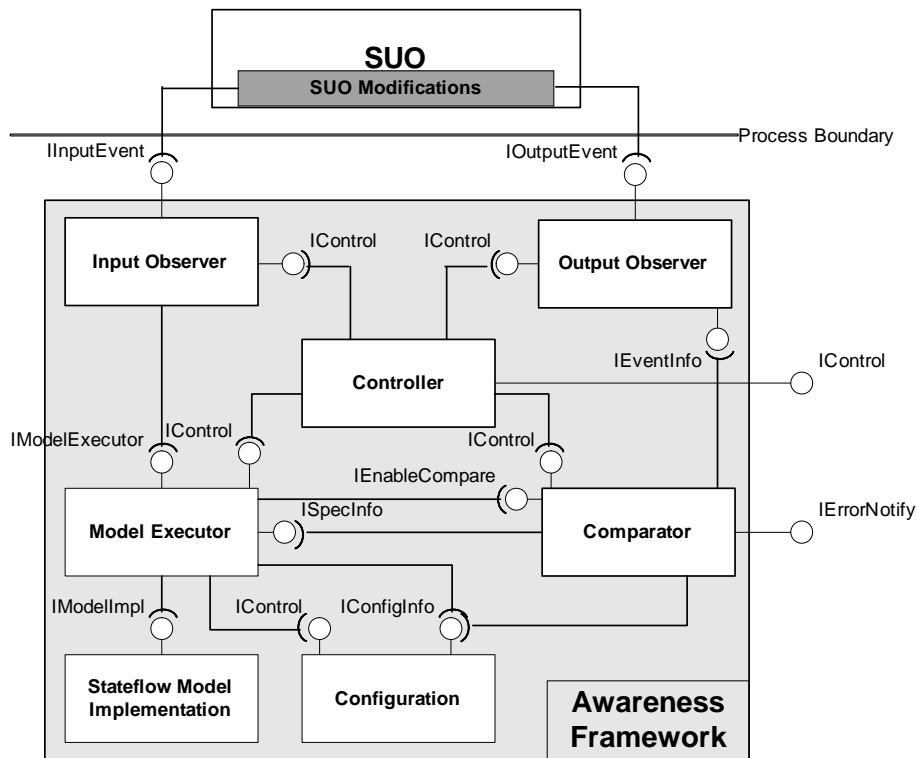 SUO
SUO Modifications
Process Boundary
IInputEvent
IOutputEvent
Input Observer
IControl
IControl
Output Observer
IEventInfo
IControl
Controller
IModelExecutor
IControl
IControl
IEnableCompare
ISpecInfo
IErrorNotify
Model Executor
Comparator
IModelImpl
IControl
IConfigInfo
Stateflow Model
Implementation
Configuration
Awareness
Framework